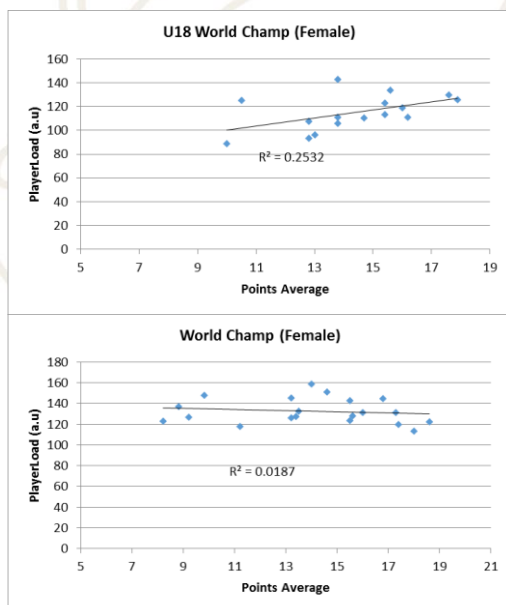 U18 World Champ (Female)
PlayerLoad (a.u)
160
140
120
100
80
60
40
20
0
R² = 0.2532
5 7 9 11 13 15 17 19
Points Average
World Champ (Female)
PlayerLoad (a.u)
180
160
140
120
100
80
60
40
20
0
R² = 0.0187
5 7 9 11 13 15 17 19 21
Points Average